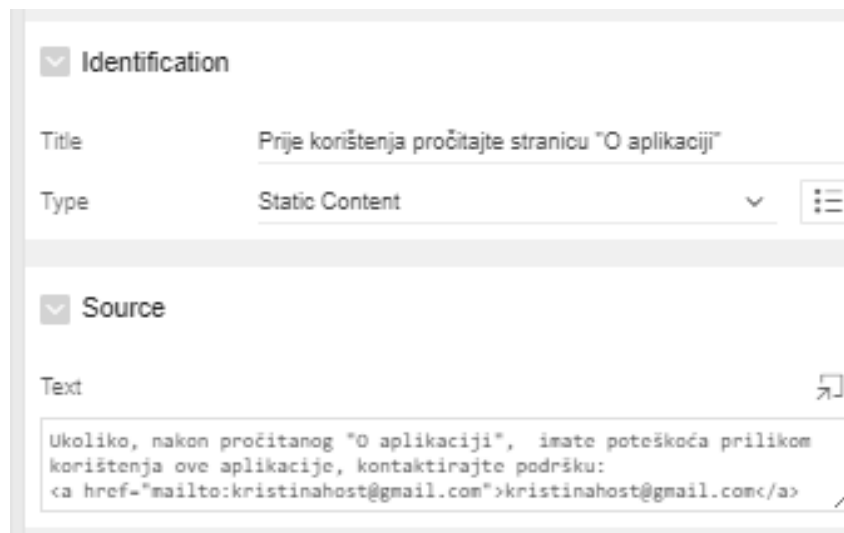 Identification
Title Prije korištenja pročitajte stranicu "O aplikaciji"
Type Static Content
Source
Text
Ukoliko, nakon pročitanog "O aplikaciji",  imate poteškoća prilikom
korištenja ove aplikacije, kontaktirajte podršku:
<a href="mailto:kristinahost@gmail.com">kristinahost@gmail.com</a>